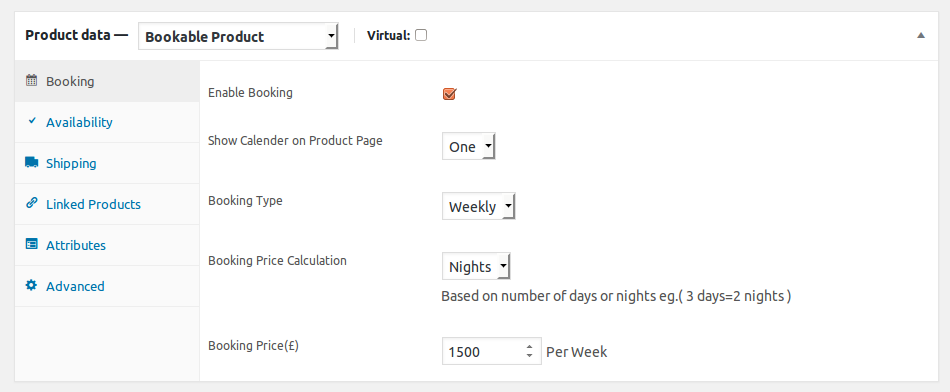 Product data — Bookable Product Virtual:
Booking
Availability
Shipping
Linked Products
Attributes
Advanced
Enable Booking
Show Calender on Product Page One
Booking Type Weekly
Booking Price Calculation Nights
Based on number of days or nights eg.( 3 days=2 nights )
Booking Price(£) 1500 Per Week